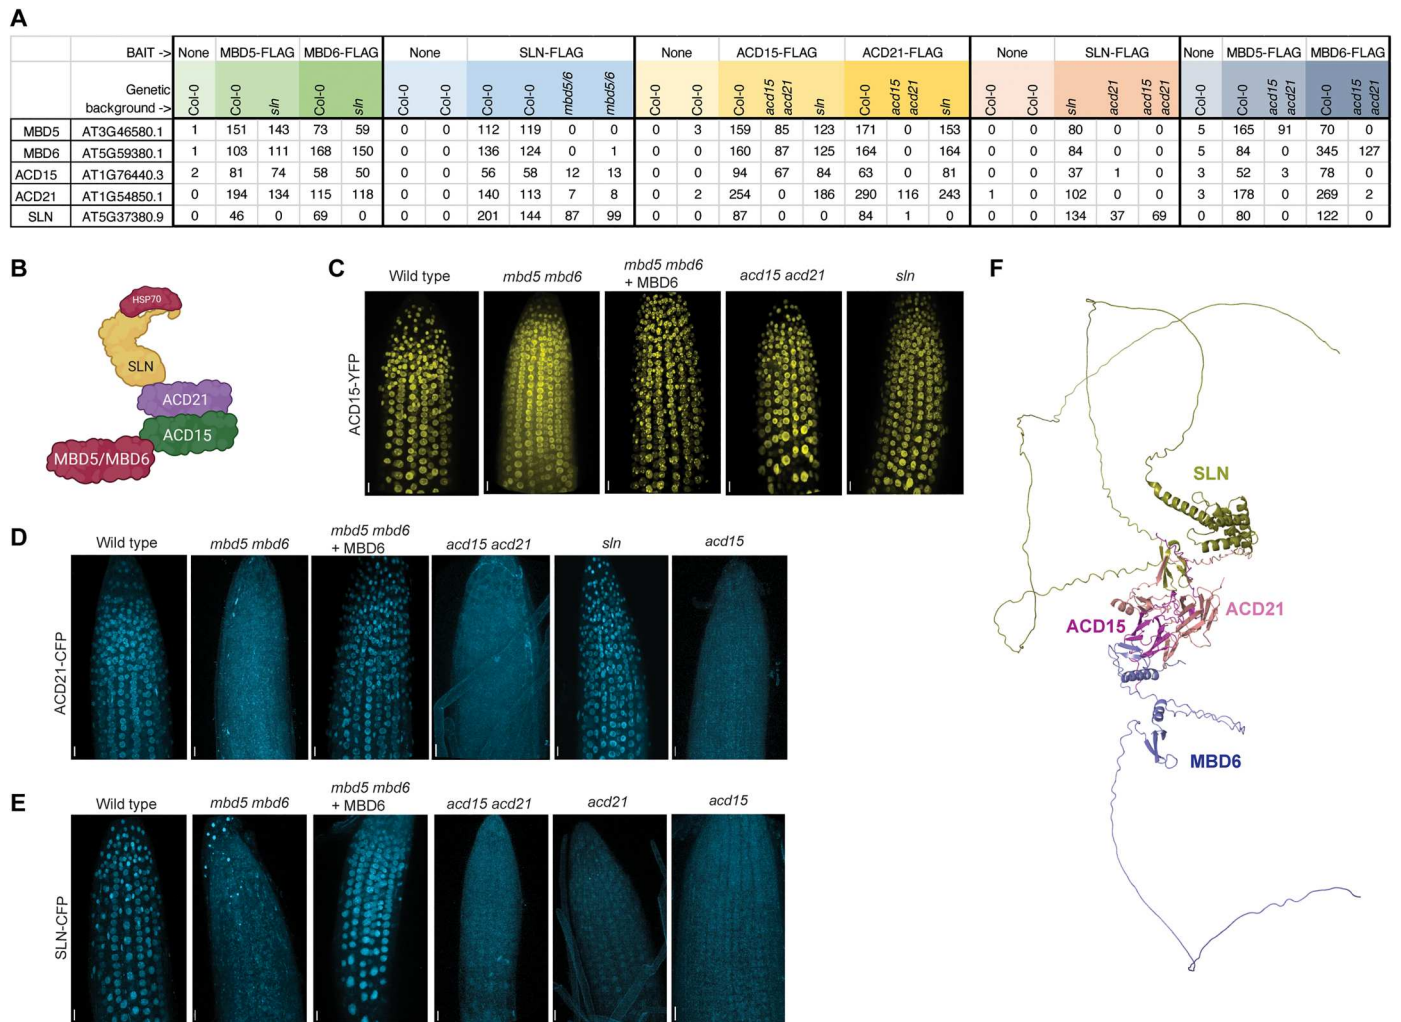 A
BAIT -> None MBD5-FLAG MBD6-FLAG None SLN-FLAG None ACD15-FLAG ACD21-FLAG None SLN-FLAG None MBD5-FLAG MBD6-FLAG
Genetic background -> Col-0 Col-0 sln Col-0 sln Col-0 Col-0 Col-0 Col-0 mbd5/6 mbd5/6 Col-0 Col-0 Col-0 acd15 acd21 sln Col-0 acd15 acd21 sln Col-0 Col-0 sln acd21 acd15 acd21 Col-0 Col-0 acd15 acd21 Col-0 acd15 acd21
MBD5 AT3G46580.1 1 151 143 73 59 0 0 112 119 0 0 0 3 159 85 123 171 0 153 0 0 80 0 0 5 165 91 70 0
MBD6 AT5G59380.1 1 103 111 168 150 0 0 136 124 0 1 0 0 160 87 125 164 0 164 0 0 84 0 0 5 84 0 345 127
ACD15 AT1G76440.3 2 81 74 58 50 0 0 56 58 12 13 0 0 94 67 84 63 0 81 0 0 37 1 0 3 52 3 78 0
ACD21 AT1G54850.1 0 194 134 115 118 0 0 140 113 7 8 0 2 254 0 186 290 116 243 1 0 102 0 0 3 178 0 269 2
SLN AT5G37380.9 0 46 0 69 0 0 0 201 144 87 99 0 0 87 0 0 84 1 0 0 0 134 37 69 0 80 0 122 0
B
HSP70
SLN
ACD21
ACD15
MBD5/MBD6
C
Wild type mbd5 mbd6 mbd5 mbd6 + MBD6 acd15 acd21 sln
ACD15-YFP
D
Wild type mbd5 mbd6 mbd5 mbd6 + MBD6 acd15 acd21 sln acd15
ACD21-CFP
E
Wild type mbd5 mbd6 mbd5 mbd6 + MBD6 acd15 acd21 acd21 acd15
SLN-CFP
F
SLN
ACD21
ACD15
MBD6